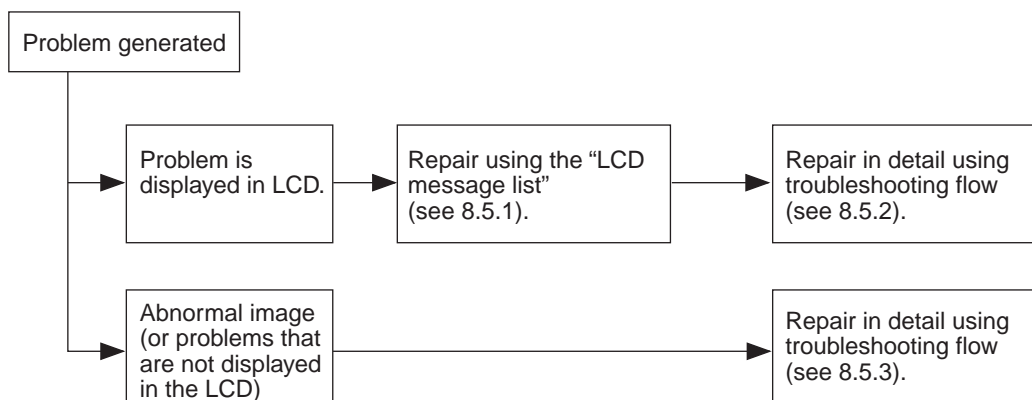 Problem generated
Problem is
displayed in LCD.
Repair using the “LCD
message list”
(see 8.5.1).
Repair in detail using
troubleshooting flow
(see 8.5.2).
Abnormal image
(or problems that
are not displayed
in the LCD)
Repair in detail using
troubleshooting flow
(see 8.5.3).